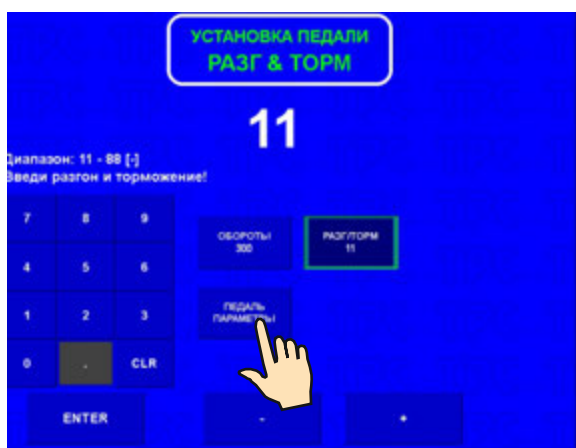 УСТАНОВКА ПЕДАЛИ
РАЗГ & ТОРМ
11
Диапазон: 11 - 88 [-]
Введи разгон и торможение!
7 8 9
ОБОРОТЫ РАЗГ/ТОРМ
300 11
4 5 6
ПЕДАЛЬ
1 2 3
ПАРАМЕТРЫ
0 . CLR
ENTER - +